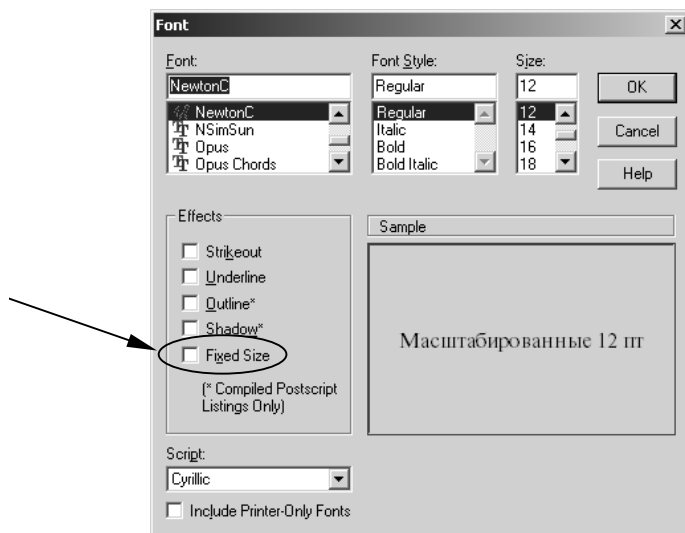 Font
Font:
NewtonC
NewtonC
NSimSun
Opus
Opus Chords
Font Style:
Regular
Regular
Italic
Bold
Bold Italic
Size:
12
12
14
16
18
OK
Cancel
Help
Effects
Strikeout
Underline
Outline*
Shadow*
Fixed Size
(* Compiled Postscript
Listings Only)
Sample
Масштабированные 12 пт
Script:
Cyrillic
Include Printer-Only Fonts